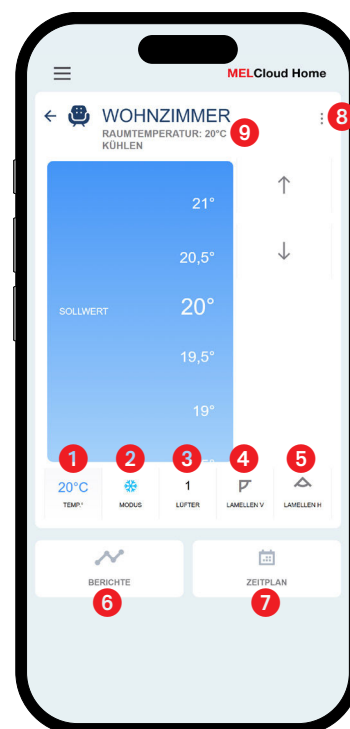 MELCloud Home
WOHNZIMMER
8
RAUMTEMPERATUR: 20°C
9
KÜHLEN
21°
20,5°
SOLLWERT
20°
19,5°
19°
1
2
3
4
5
20°C
1
TEMP.°
MODUS
LÜFTER
LAMELLEN V
LAMELLEN H
BERICHTE
ZEITPLAN
6
7